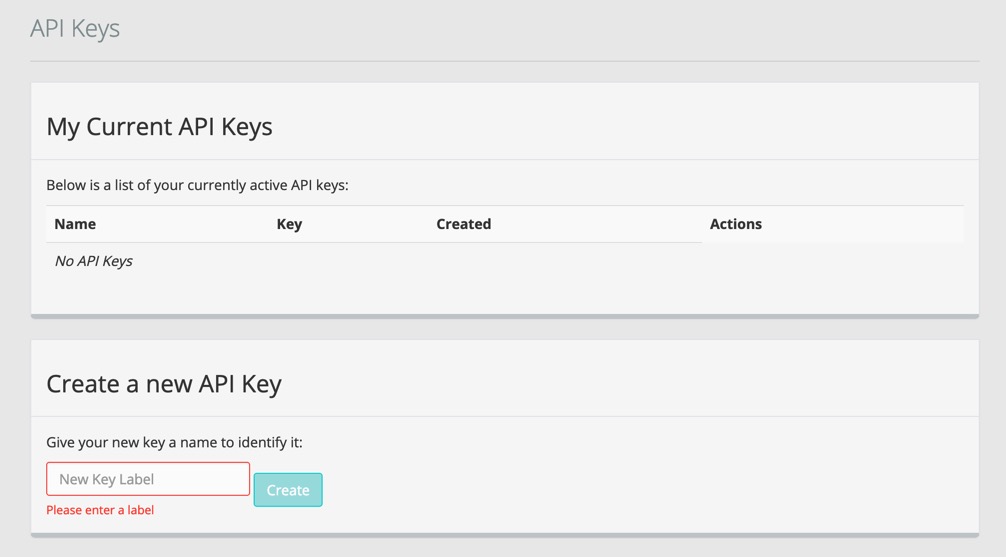 API Keys
My Current API Keys
Below is a list of your currently active API keys:
Name Key Created Actions
No API Keys
Create a new API Key
Give your new key a name to identify it:
New Key Label
Create
Please enter a label